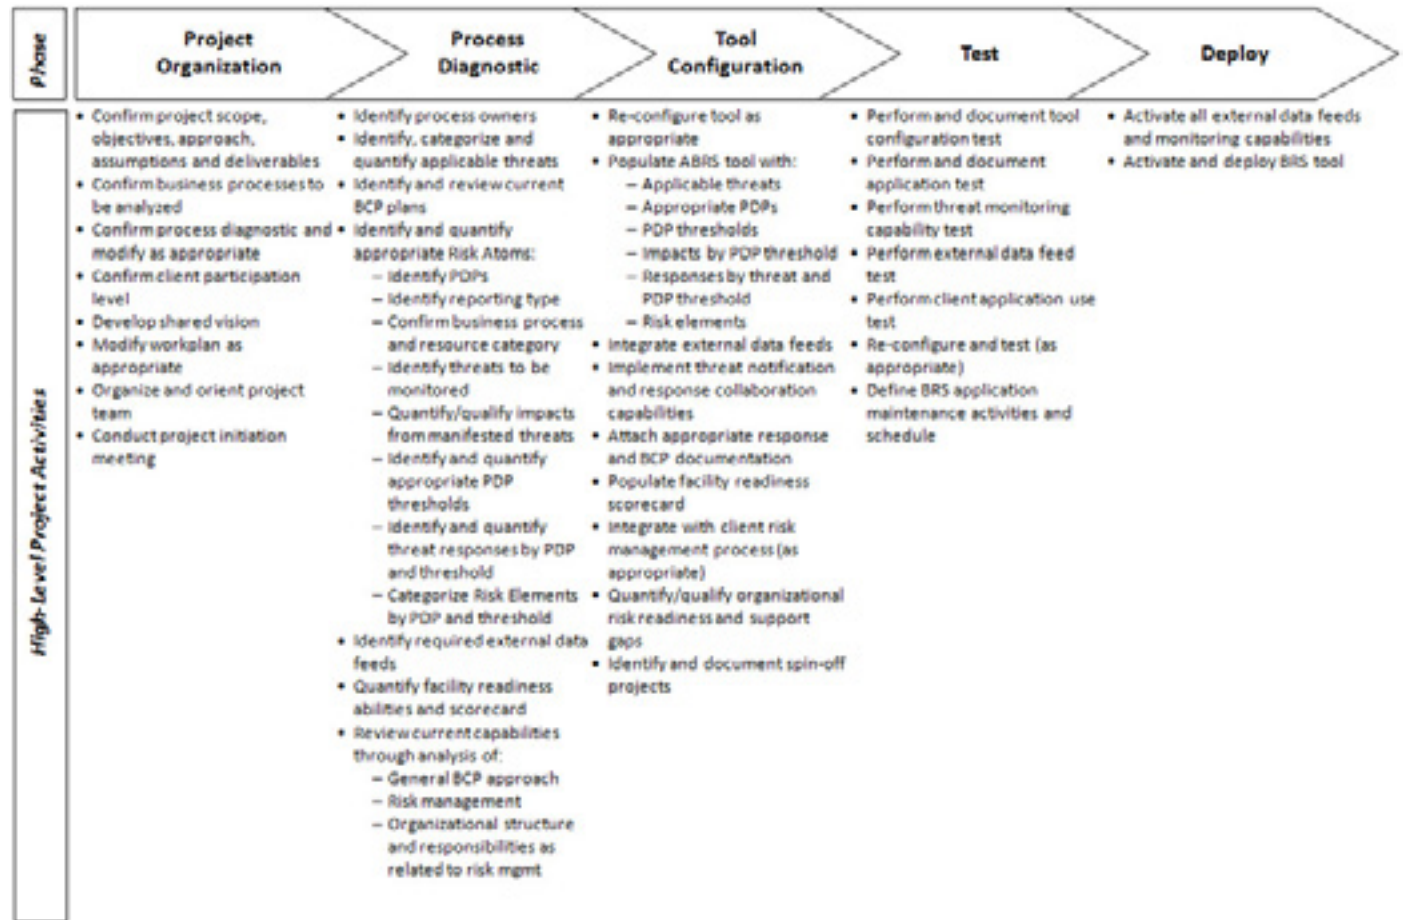 Phase
Project
Organization
Process
Diagnostic
Tool
Configuration
Test
Deploy
High-Level Project Activities
• Confirm project scope,
objectives, approach,
assumptions and deliverables
• Confirm business processes to
be analyzed
• Confirm process diagnostic and
modify as appropriate
• Confirm client participation
level
• Develop shared vision
• Modify workplan as
appropriate
• Organize and orient project
team
• Conduct project initiation
meeting
• Identify process owners
• Identify, categorize and
quantify applicable threats
• Identify and review current
BCP plans
• Identify and quantify
appropriate Risk Atoms:
– Identify PDPs
– Identify reporting type
– Confirm business process
and resource category
– Identify threats to be
monitored
– Quantify/qualify impacts
from manifested threats
– Identify and quantify
appropriate PDP
thresholds
– Identify and quantify
threat responses by PDP
and threshold
– Categorize Risk Elements
by PDP and threshold
• Identify required external data
feeds
• Quantify facility readiness
abilities and scorecard
• Review current capabilities
through analysis of:
– General BCP approach
– Risk management
– Organizational structure
and responsibilities as
related to risk mgmt
• Re-configure tool as
appropriate
• Populate ABRS tool with:
– Applicable threats
– Appropriate PDPs
– PDP thresholds
– Impacts by PDP threshold
– Responses by threat and
PDP threshold
– Risk elements
• Integrate external data feeds
• Implement threat notification
and response collaboration
capabilities
• Attach appropriate response
and BCP documentation
• Populate facility readiness
scorecard
• Integrate with client risk
management process (as
appropriate)
• Quantify/qualify organizational
risk readiness and support
gaps
• Identify and document spin-off
projects
• Perform and document tool
configuration test
• Perform and document
application test
• Perform threat monitoring
capability test
• Perform external data feed
test
• Perform client application use
test
• Re-configure and test (as
appropriate)
• Define BRS application
maintenance activities and
schedule
• Activate all external data feeds
and monitoring capabilities
• Activate and deploy BRS tool